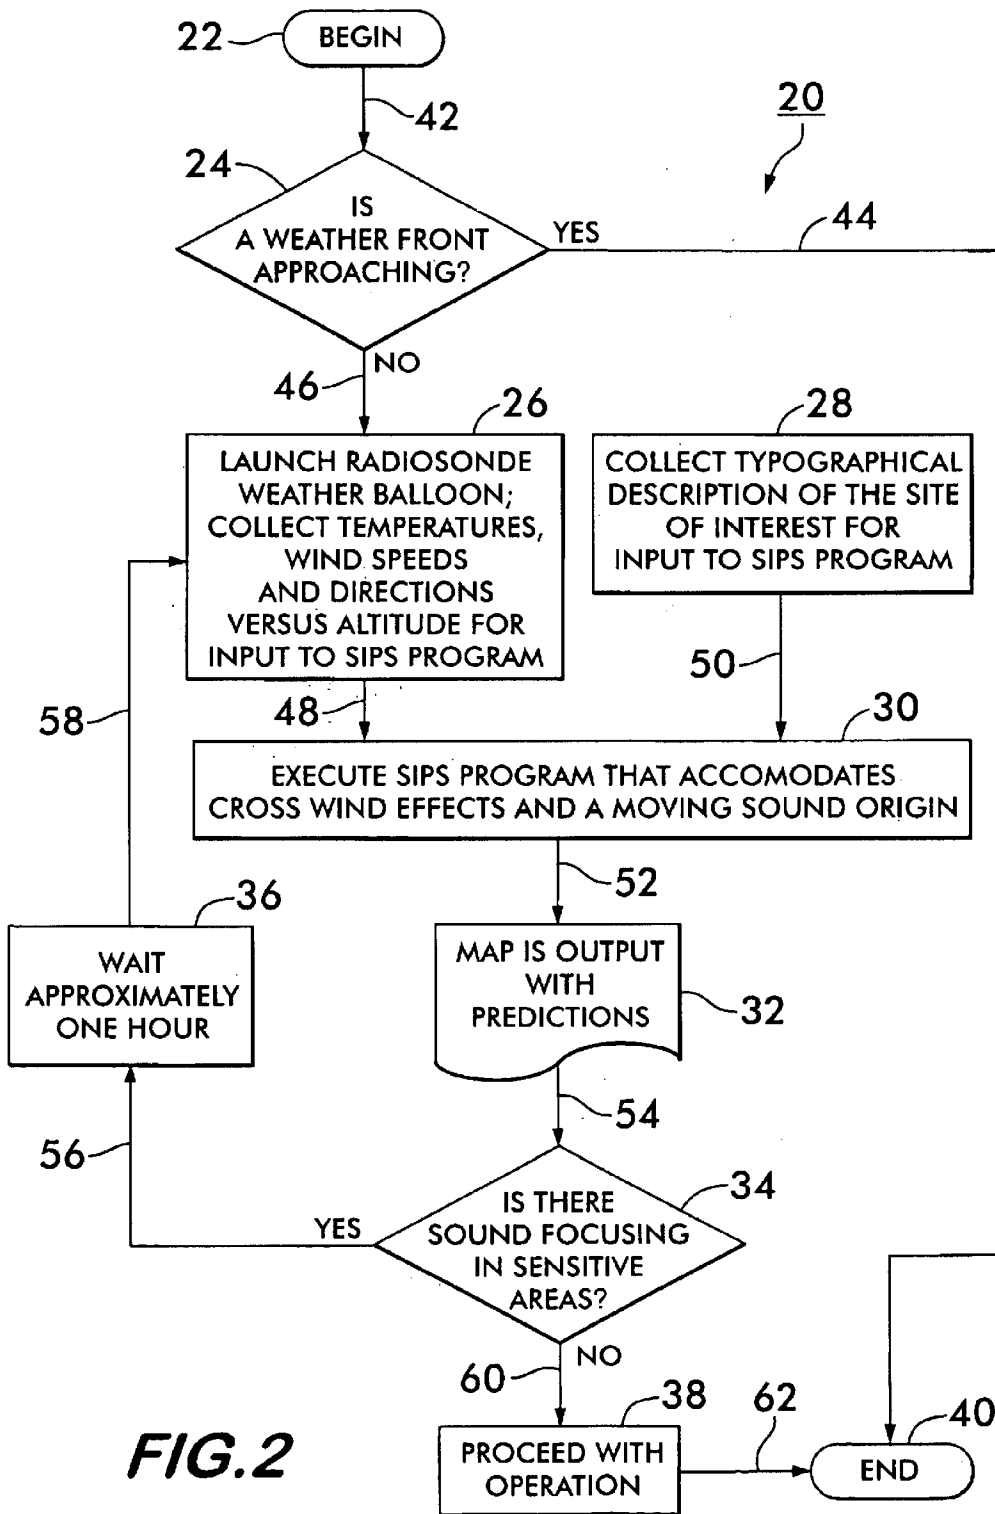 22
BEGIN
42
20
24
IS
A WEATHER FRONT
APPROACHING?
YES
44
NO
46
26
28
LAUNCH RADIOSONDE
WEATHER BALLOON;
COLLECT TEMPERATURES,
WIND SPEEDS
AND DIRECTIONS
VERSUS ALTITUDE FOR
INPUT TO SIPS PROGRAM
COLLECT TYPOGRAPHICAL
DESCRIPTION OF THE SITE
OF INTEREST FOR
INPUT TO SIPS PROGRAM
58
48
50
30
EXECUTE SIPS PROGRAM THAT ACCOMODATES
CROSS WIND EFFECTS AND A MOVING SOUND ORIGIN
52
36
WAIT
APPROXIMATELY
ONE HOUR
MAP IS OUTPUT
WITH
PREDICTIONS
32
54
56
34
YES
IS THERE
SOUND FOCUSING
IN SENSITIVE
AREAS?
NO
60
38
62
40
PROCEED WITH
OPERATION
END
FIG.2